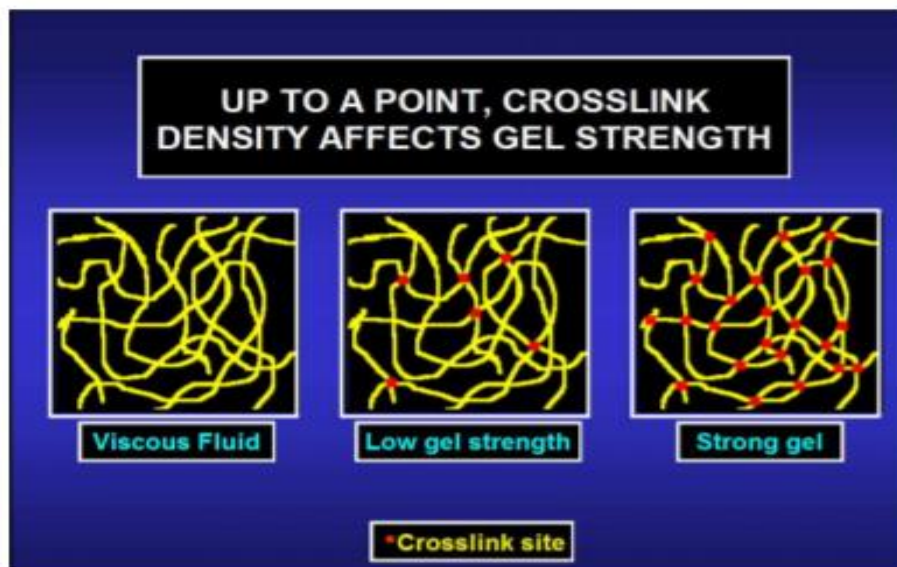 UP TO A POINT, CROSSLINK
DENSITY AFFECTS GEL STRENGTH
Viscous Fluid
Low gel strength
Strong gel
*Crosslink site